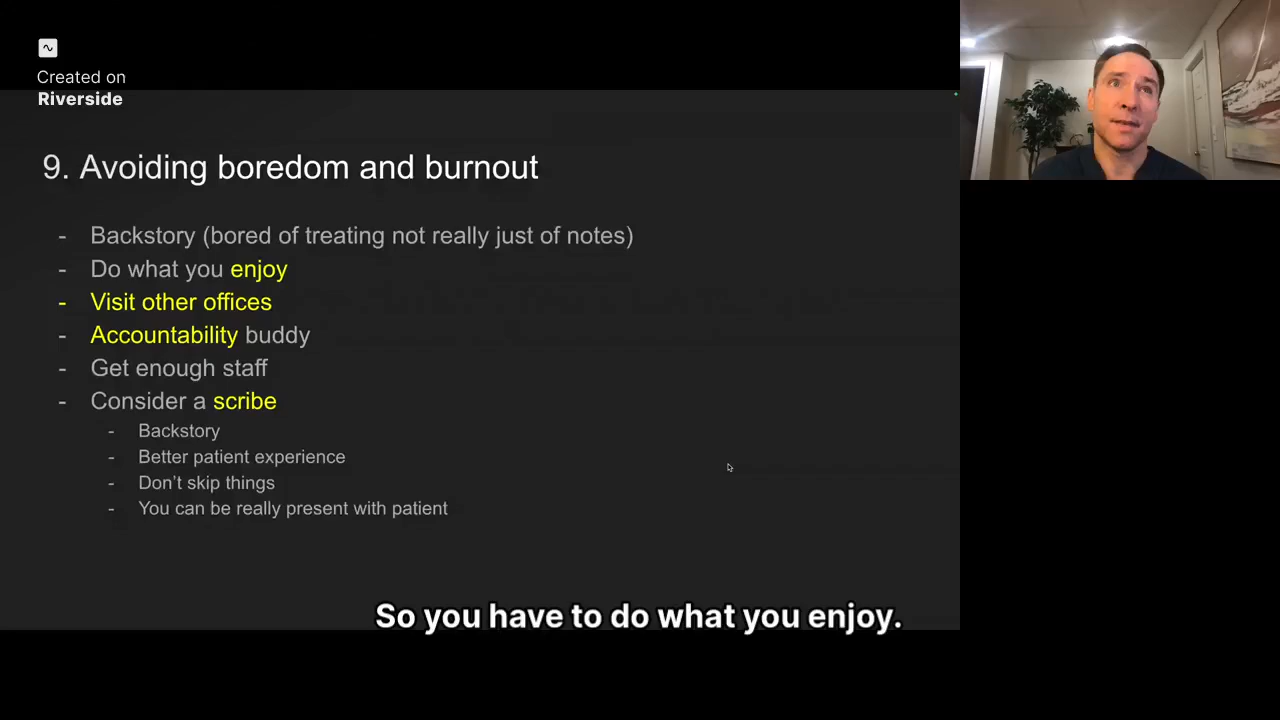 Created on
Riverside
9. Avoiding boredom and burnout
- Backstory (bored of treating not really just of notes)
- Do what you enjoy
- Visit other offices
- Accountability buddy
- Get enough staff
- Consider a scribe
- Backstory
- Better patient experience
- Don't skip things
- You can be really present with patient
So you have to do what you enjoy.